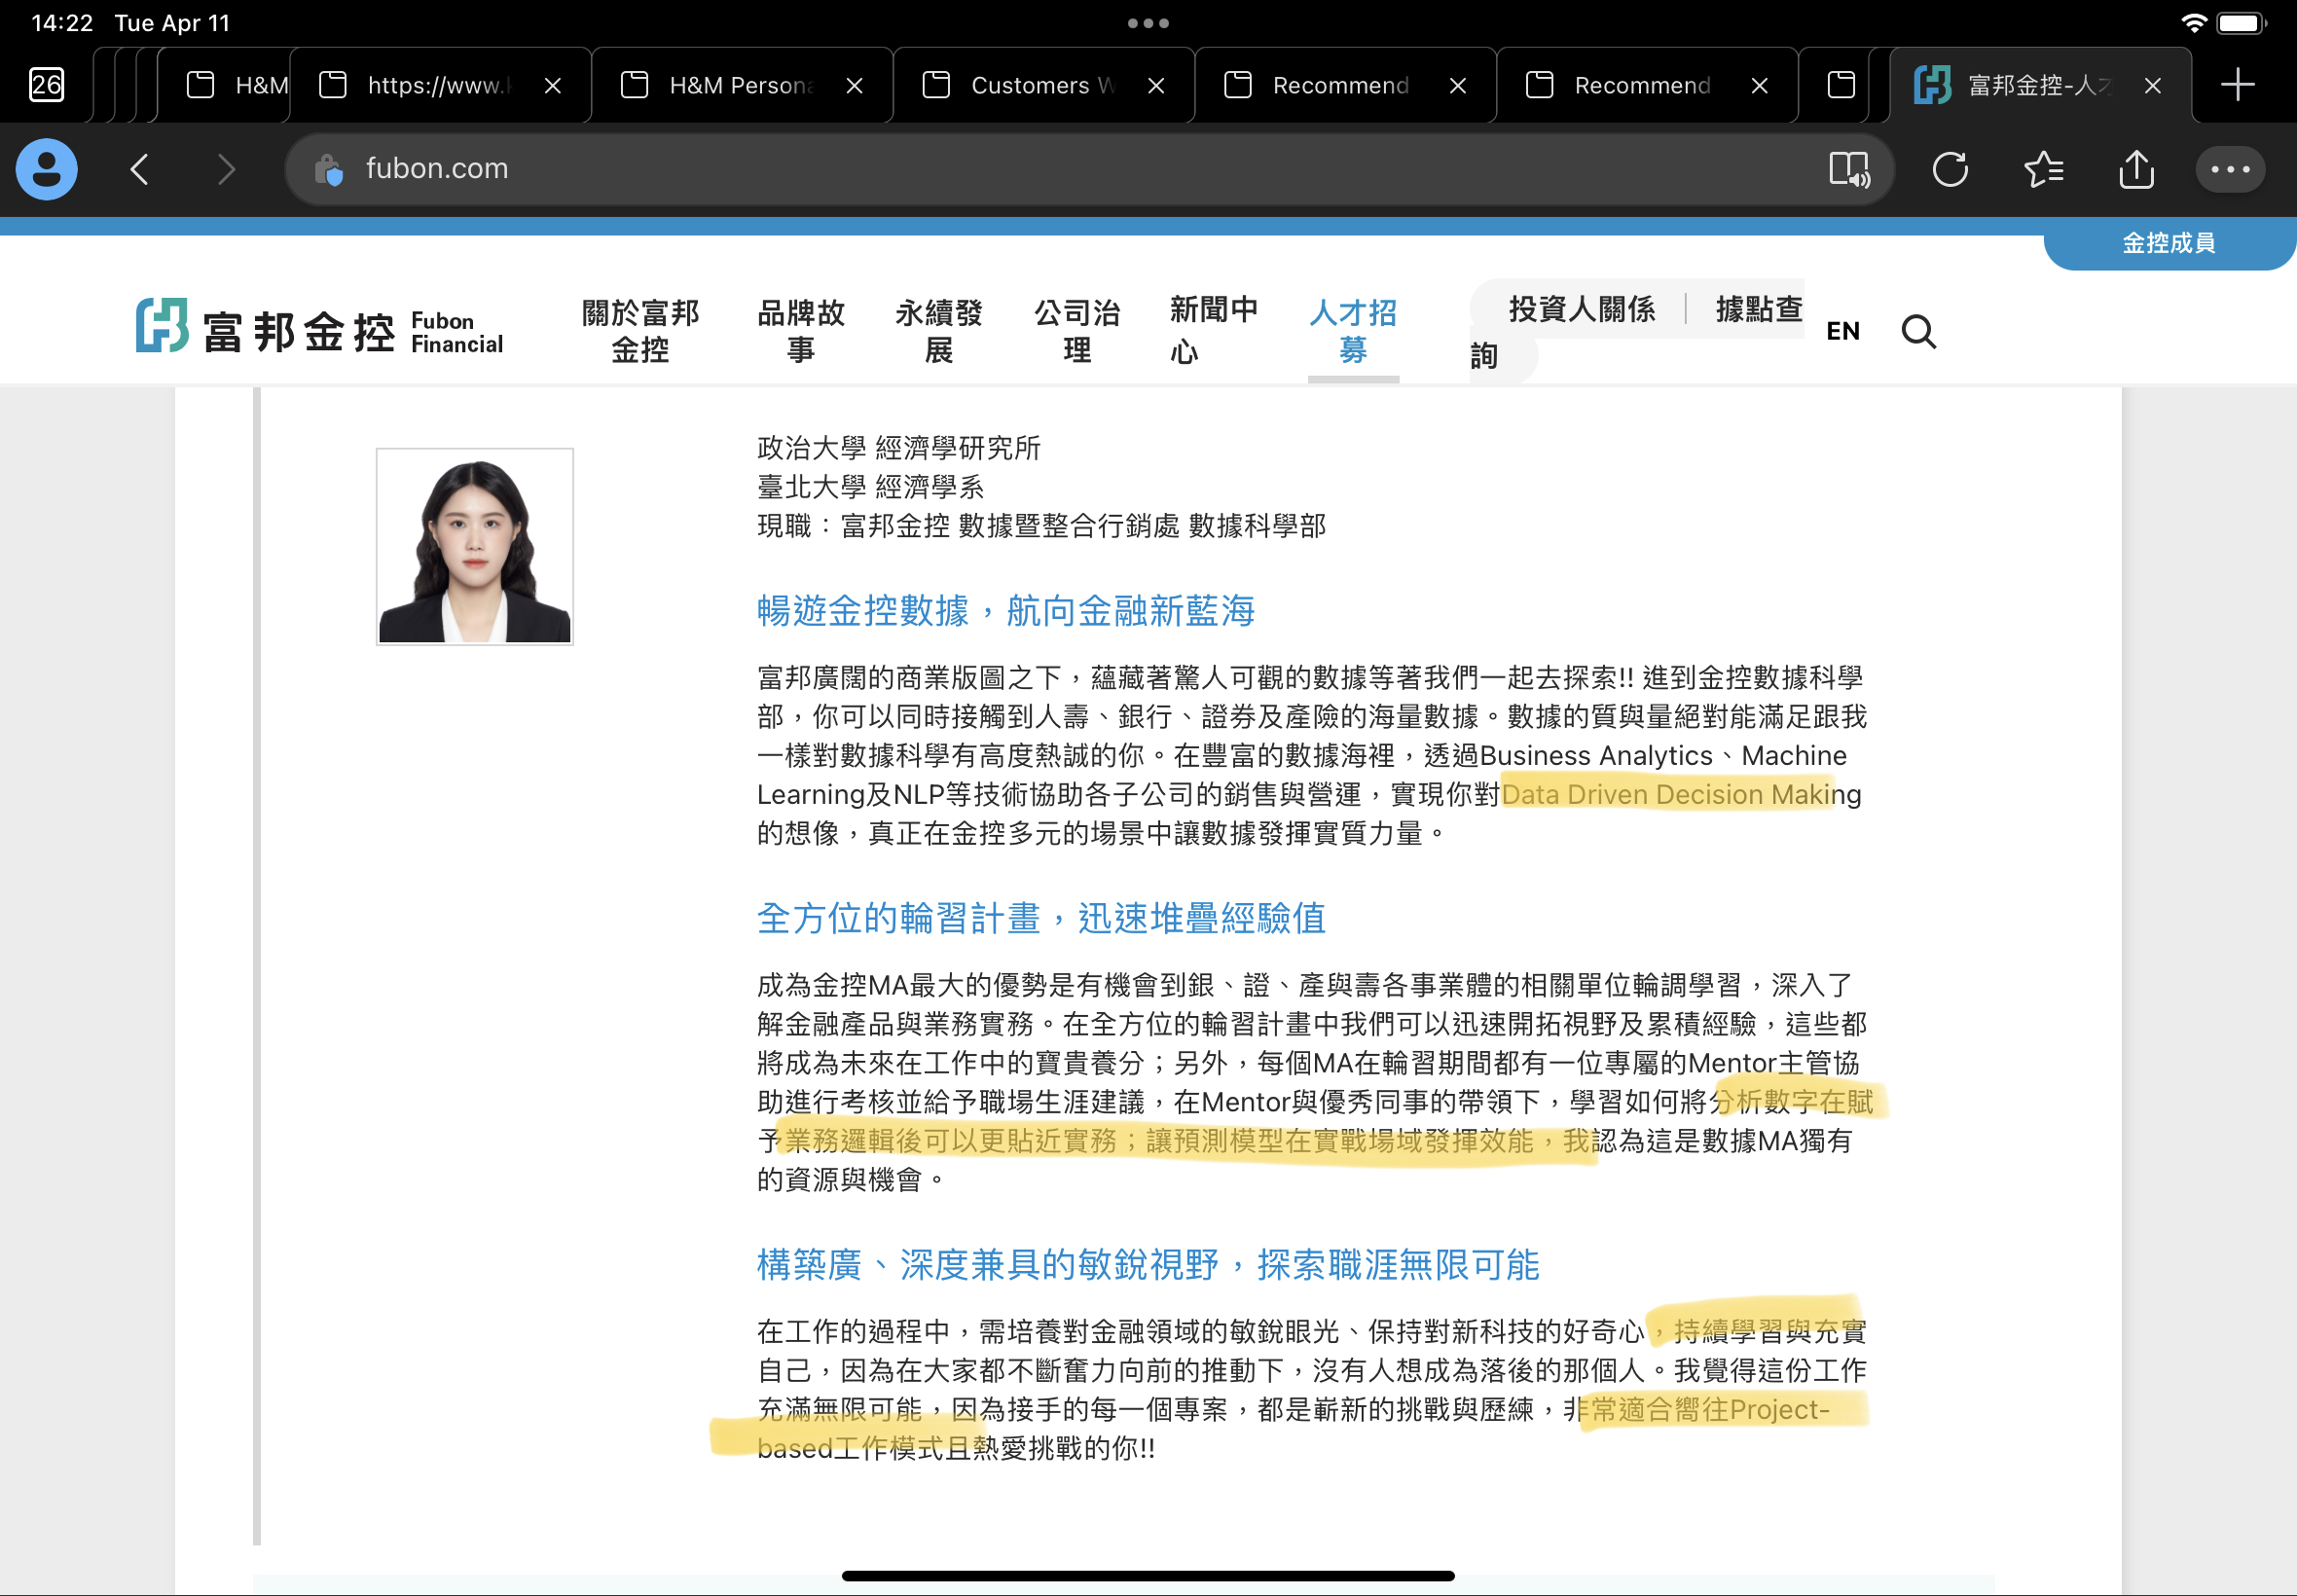 14:22 Tue Apr 11
26
H&M
https://www.
H&M Persona
Customers W
Recommend
Recommend
富邦金控-人才
fubon.com
金控成員
富邦金控 Fubon Financial
關於富邦金控
品牌故事
永續發展
公司治理
新聞中心
人才招募
投資人關係
據點查詢
EN
政治大學 經濟學研究所
臺北大學 經濟學系
現職：富邦金控 數據暨整合行銷處 數據科學部
暢遊金控數據，航向金融新藍海
富邦廣闊的商業版圖之下，蘊藏著驚人可觀的數據等著我們一起去探索!! 進到金控數據科學
部，你可以同時接觸到人壽、銀行、證券及產險的海量數據。數據的質與量絕對能滿足跟我
一樣對數據科學有高度熱誠的你。在豐富的數據海裡，透過Business Analytics、Machine
Learning及NLP等技術協助各子公司的銷售與營運，實現你對Data Driven Decision Making
的想像，真正在金控多元的場景中讓數據發揮實質力量。
全方位的輪習計畫，迅速堆疊經驗值
成為金控MA最大的優勢是有機會到銀、證、產與壽各事業體的相關單位輪調學習，深入了
解金融產品與業務實務。在全方位的輪習計畫中我們可以迅速開拓視野及累積經驗，這些都
將成為未來在工作中的寶貴養分；另外，每個MA在輪習期間都有一位專屬的Mentor主管協
助進行考核並給予職場生涯建議，在Mentor與優秀同事的帶領下，學習如何將分析數字在賦
予業務邏輯後可以更貼近實務；讓預測模型在實戰場域發揮效能，我認為這是數據MA獨有
的資源與機會。
構築廣、深度兼具的敏銳視野，探索職涯無限可能
在工作的過程中，需培養對金融領域的敏銳眼光、保持對新科技的好奇心，持續學習與充實
自己，因為在大家都不斷奮力向前的推動下，沒有人想成為落後的那個人。我覺得這份工作
充滿無限可能，因為接手的每一個專案，都是嶄新的挑戰與歷練，非常適合嚮往Project-
based工作模式且熱愛挑戰的你!!